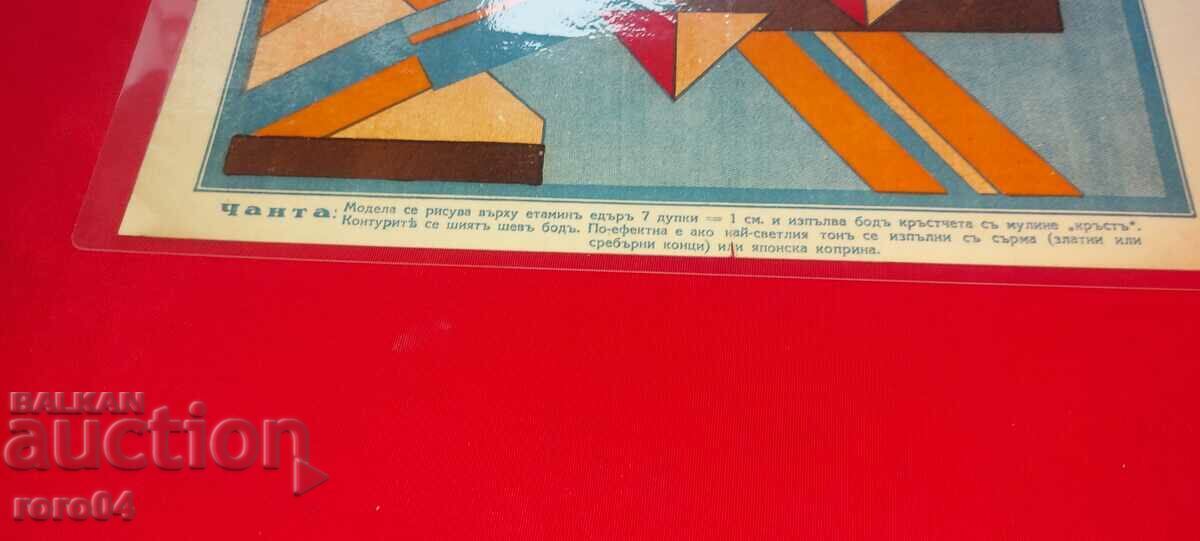 Чанта: Модела се рисува върху етаминъ едъръ 7 дупки = 1 см. и изпълва бодъ кръстчета съ мулине „кръстъ“.
Контуритѣ се шиятъ шевъ бодъ. По-ефектна е ако най-светлия тонъ се изпълни съ сърма (златни или
сребърни конци) или японска коприна.
BALKAN
auction
roro04